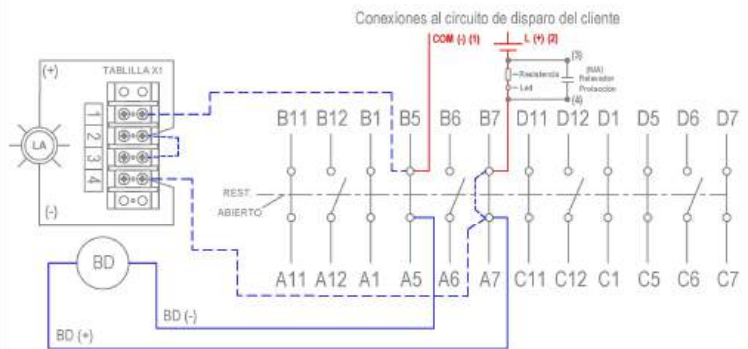 Conexiones al circuito de disparo del cliente
COM (-) (1)
L (+) (2)
(+)
TABLILLA X1
(3)
Resistencia
Led
(NA)
Relevador
Protección
(4)
1
2
3
4
LA
(-)
B11 B12 B1 B5 B6 B7 D11 D12 D1 D5 D6 D7
REST.
ABIERTO
A11 A12 A1 A5 A6 A7 C11 C12 C1 C5 C6 C7
BD
BD (-)
BD (+)